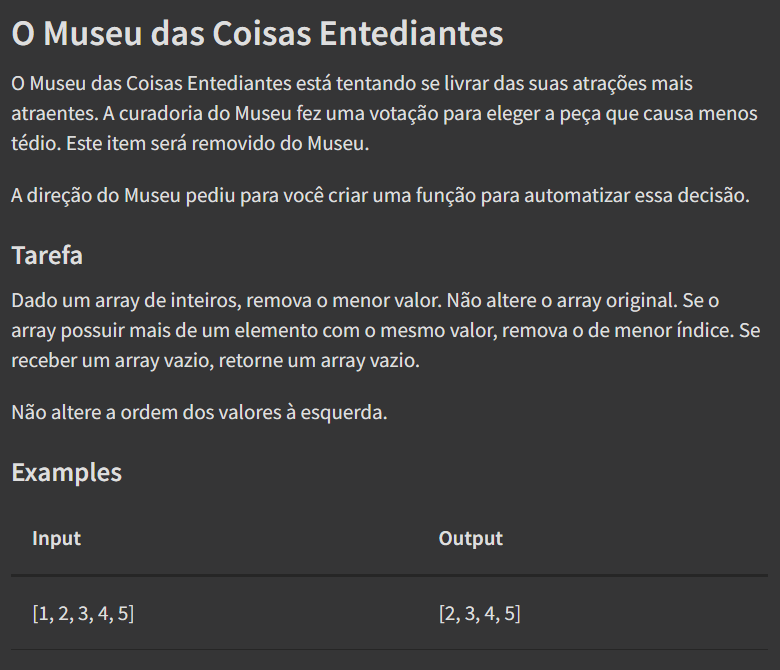 O Museu das Coisas Entediantes
O Museu das Coisas Entediantes está tentando se livrar das suas atrações mais
atraentes. A curadoria do Museu fez uma votação para eleger a peça que causa menos
tédio. Este item será removido do Museu.
A direção do Museu pediu para você criar uma função para automatizar essa decisão.
Tarefa
Dado um array de inteiros, remova o menor valor. Não altere o array original. Se o
array possuir mais de um elemento com o mesmo valor, remova o de menor índice. Se
receber um array vazio, retorne um array vazio.
Não altere a ordem dos valores à esquerda.
Examples
Input Output
[1, 2, 3, 4, 5] [2, 3, 4, 5]